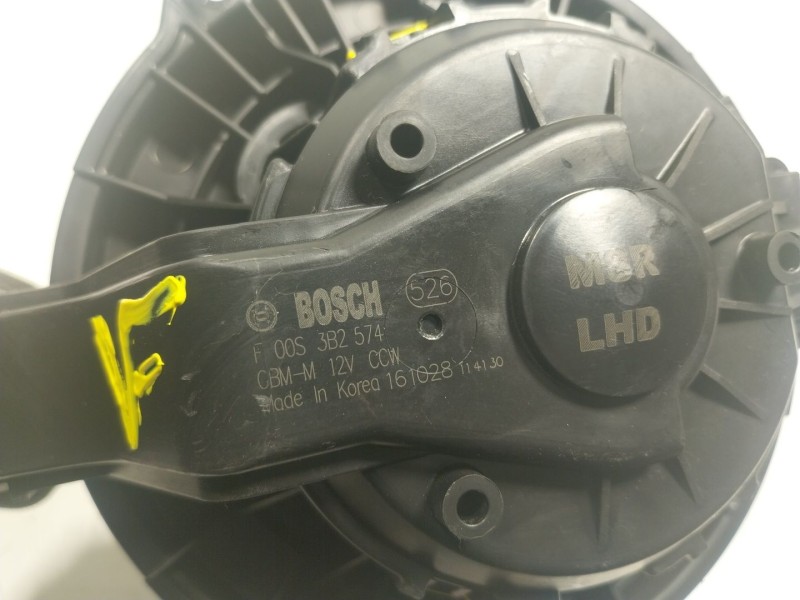 BOSCH 526
F 00S 3B2 574
CBM-M 12V CCW
Made In Korea 161028 114130
LHD